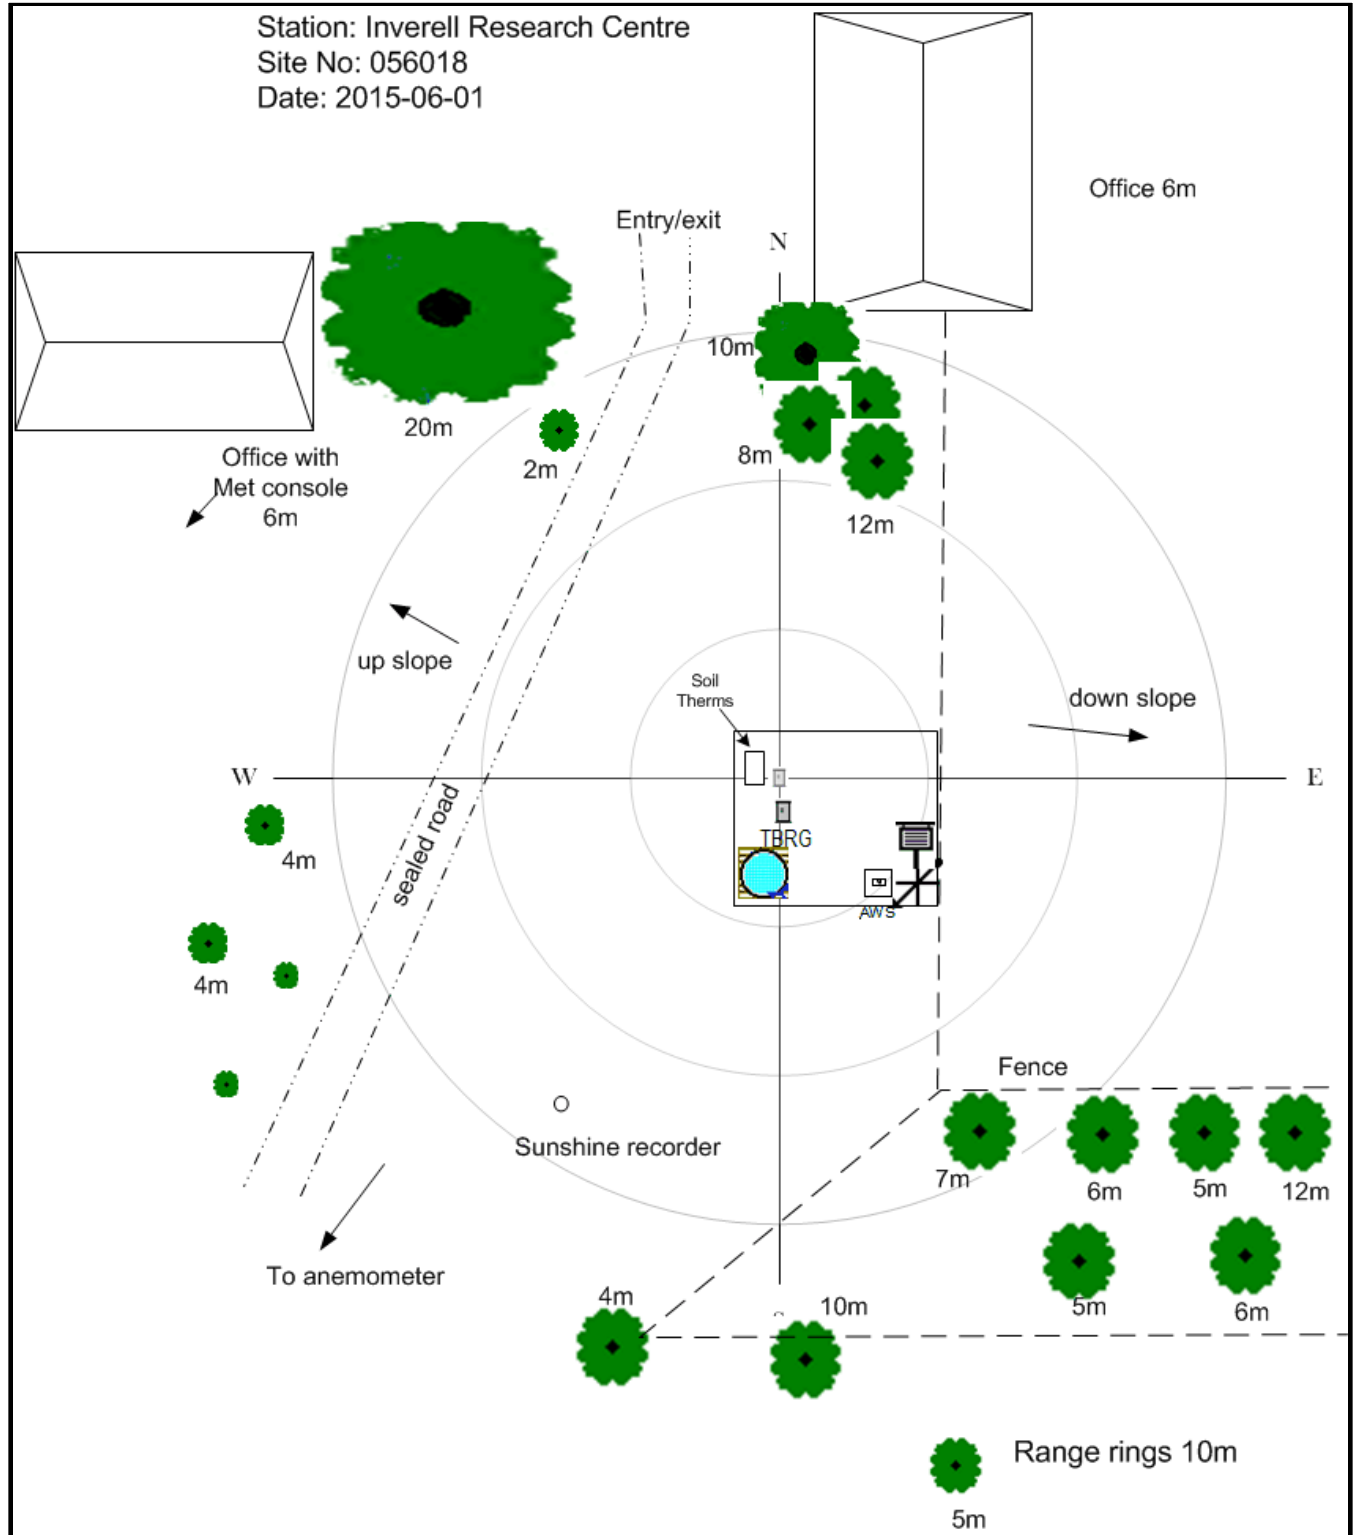 Station: Inverell Research Centre
Site No: 056018
Date: 2015-06-01
Office 6m
Entry/exit
N
10m
20m
2m
8m
12m
Office with
Met console
6m
up slope
Soil
Therms
down slope
W
E
sealed road
TBRG
AWS
4m
4m
Fence
Sunshine recorder
7m
6m
5m
12m
To anemometer
4m
10m
5m
6m
Range rings 10m
5m